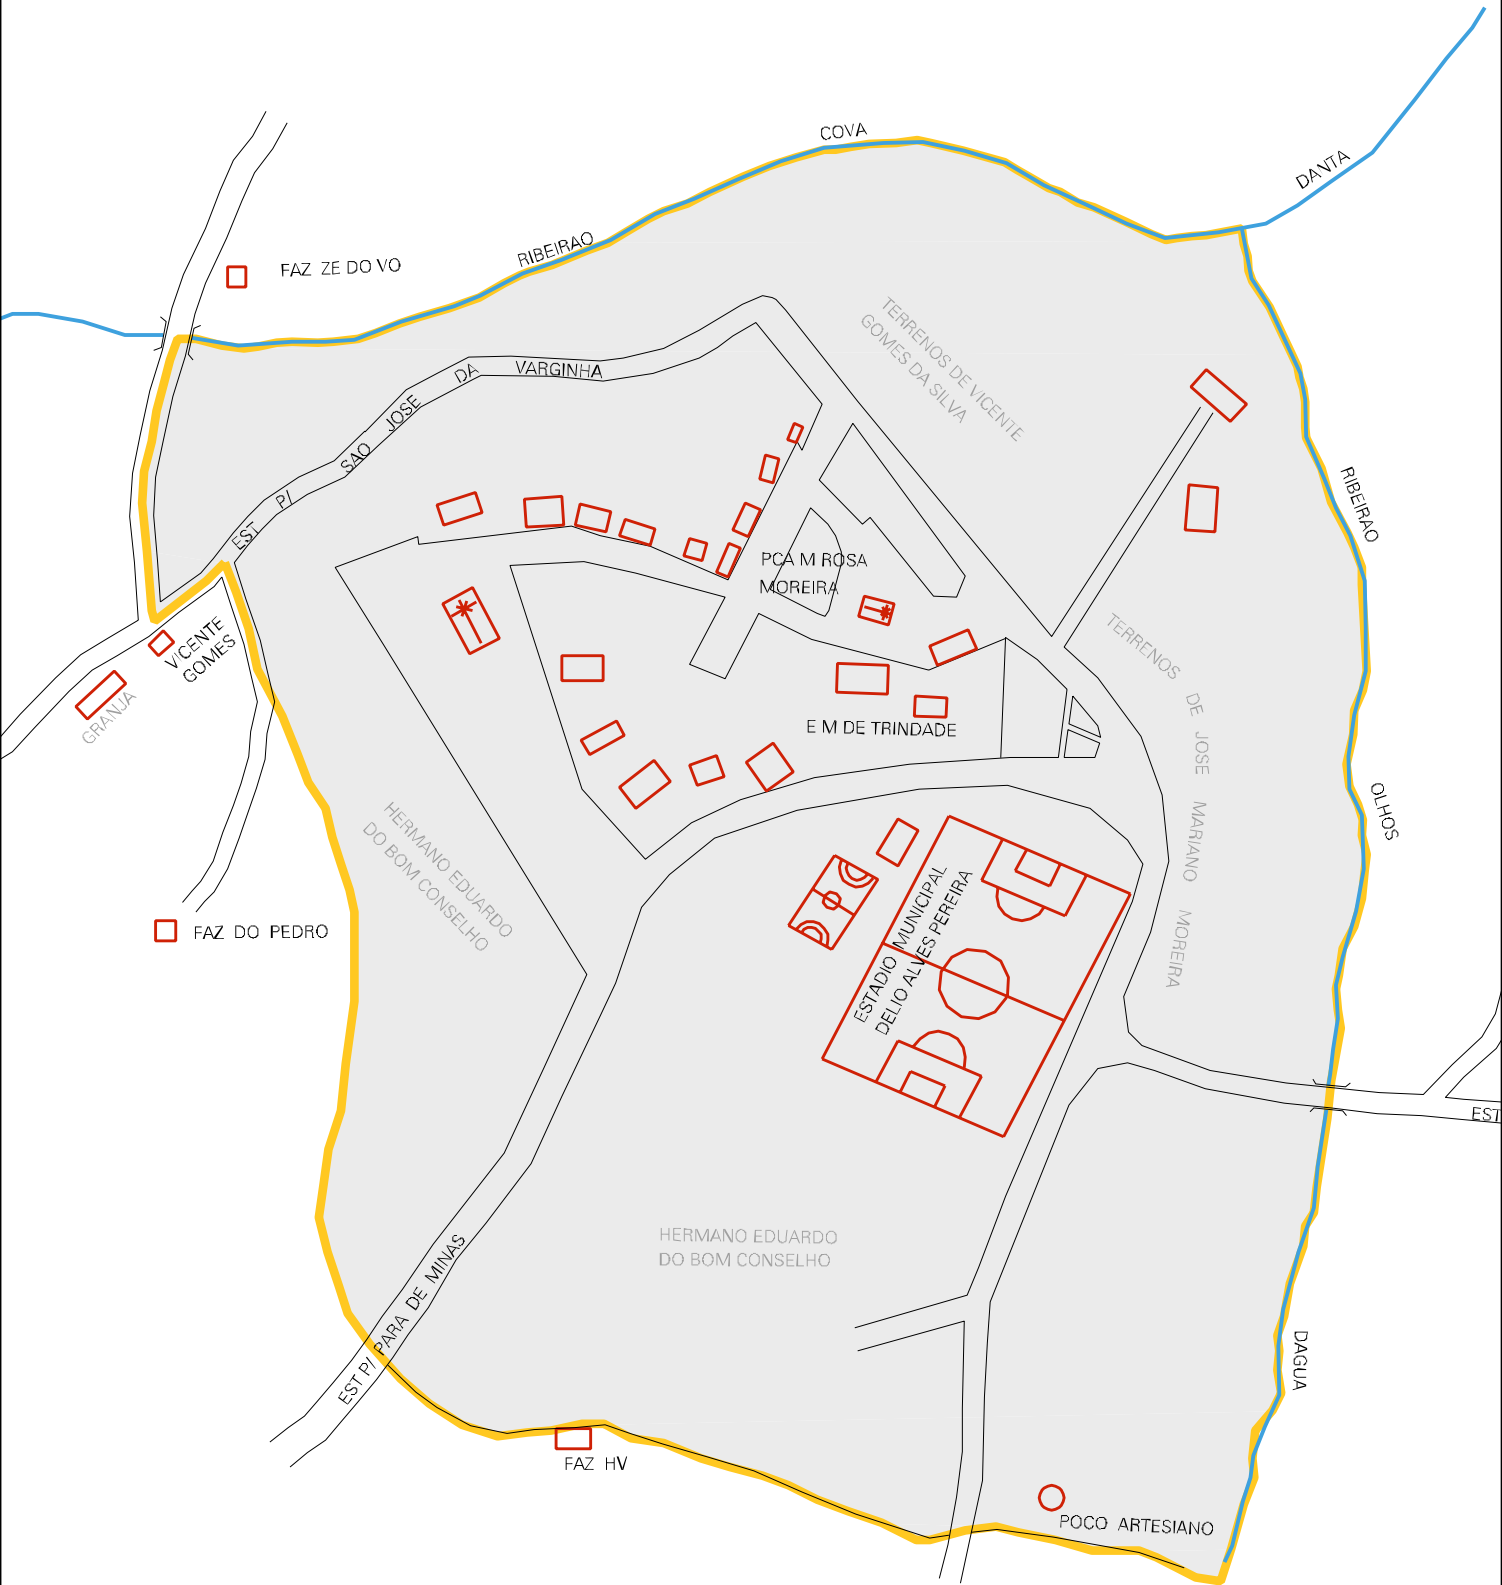 COVA
DANTA
RIBEIRAO
FAZ ZE DO VO
TERRENOS DE VICENTE
GOMES DA SILVA
EST P/ SAO JOSE DA VARGINHA
RIBEIRAO
PCA M ROSA
MOREIRA
VICENTE
GOMES
GRANJA
TERRENOS DE JOSE MARIANO MOREIRA
E M DE TRINDADE
OLHOS
HERMANO EDUARDO
DO BOM CONSELHO
ESTADIO MUNICIPAL
DELIO ALVES PEREIRA
FAZ DO PEDRO
EST
HERMANO EDUARDO
DO BOM CONSELHO
EST P/ PARA DE MINAS
DAGUA
FAZ HV
POCO ARTESIANO